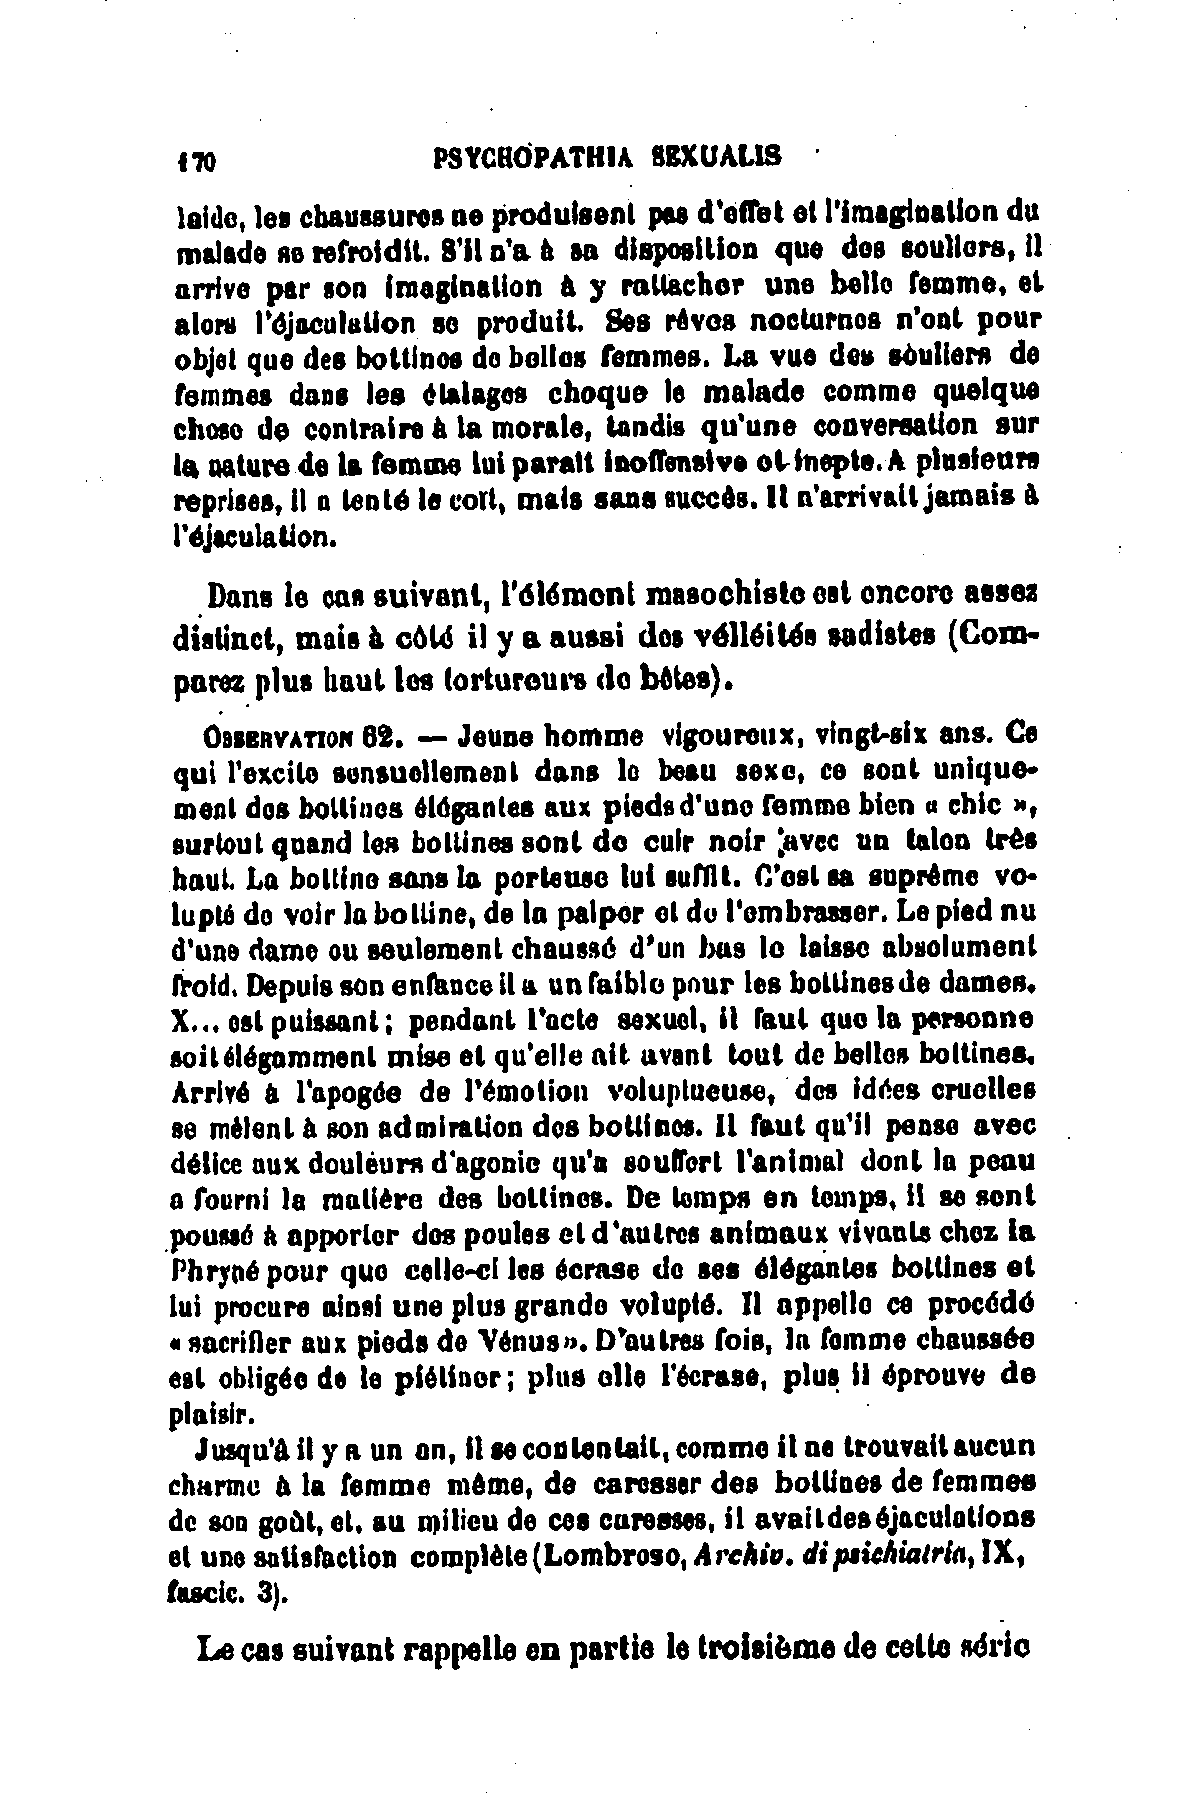 170 PSYCHOPATHIA SEXUALIS
laide, les chaussures ne produisent pas d'effet et l'imagination du
malade se refroidit. S'il n'a à sa disposition que des souliers, il
arrive par son imagination à y rattacher une belle femme, et
alors l'éjaculation se produit. Ses rêves nocturnes n'ont pour
objet que des bottines de belles femmes. La vue des souliers de
femmes dans les étalages choque le malade comme quelque
chose de contraire à la morale, tandis qu'une conversation sur
la nature de la femme lui paraît inoffensive et inepte. A plusieurs
reprises, il a tenté le coït, mais sans succès. Il n'arrivait jamais à
l'éjaculation.
Dans le cas suivant, l'élément masochiste est encore assez
distinct, mais à côté il y a aussi des vélléités sadistes (Com-
parez plus haut les tortureurs de bêtes).
OBSERVATION 62. — Jeune homme vigoureux, vingt-six ans. Ce
qui l'excite sensuellement dans le beau sexe, ce sont unique-
ment des bottines élégantes aux pieds d'une femme bien « chic »,
surtout quand les bottines sont de cuir noir avec un talon très
haut. La bottine sans la porteuse lui suffit. C'est sa suprême vo-
lupté de voir la bottine, de la palper et de l'embrasser. Le pied nu
d'une dame ou seulement chaussé d'un bas le laisse absolument
froid. Depuis son enfance il a un faible pour les bottines de dames.
X... est puissant; pendant l'acte sexuel, il faut que la personne
soit élégamment mise et qu'elle ait avant tout de belles bottines.
Arrivé à l'apogée de l'émotion voluptueuse, des idées cruelles
se mêlent à son admiration des bottines. Il faut qu'il pense avec
délice aux douleurs d'agonie qu'a souffert l'animal dont la peau
a fourni la matière des bottines. De temps en temps, il se sent
poussé à apporter des poules et d'autres animaux vivants chez la
Phryné pour que celle-ci les écrase de ses élégantes bottines et
lui procure ainsi une plus grande volupté. Il appelle ce procédé
« sacrifier aux pieds de Vénus ». D'autres fois, la femme chaussée
est obligée de le piétiner; plus elle l'écrase, plus il éprouve de
plaisir.
Jusqu'à il y a un an, il se contentait, comme il ne trouvait aucun
charme à la femme même, de caresser des bottines de femmes
de son goût, et, au milieu de ces caresses, il avait des éjaculations
et une satisfaction complète (Lombroso, Archiv. di psichiatria, IX,
fascic. 3).
Le cas suivant rappelle en partie le troisième de cette série